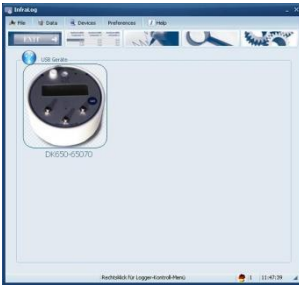 InfraLog
File Data Devices Preferences ? Help
EXIT
USB Geräte
DK650-65070
Rechtsklick für Logger-Kontroll-Menü
11:47:39